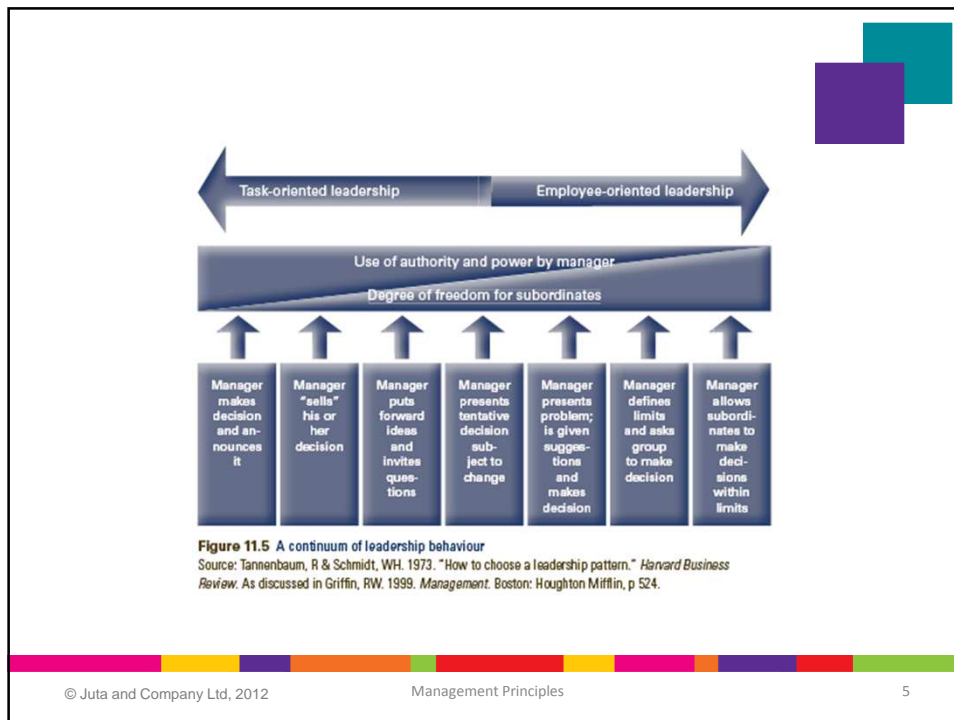 Task-oriented leadership
Employee-oriented leadership
Use of authority and power by manager
Degree of freedom for subordinates
Manager
makes
decision
and an-
nounces
it
Manager
"sells"
his or
her
decision
Manager
puts
forward
ideas
and
invites
ques-
tions
Manager
presents
tentative
decision
sub-
ject to
change
Manager
presents
problem;
is given
sugges-
tions
and
makes
decision
Manager
defines
limits
and asks
group
to make
decision
Manager
allows
subordi-
nates to
make
deci-
sions
within
limits
Figure 11.5 A continuum of leadership behaviour
Source: Tannenbaum, R & Schmidt, WH. 1973. "How to choose a leadership pattern." Harvard Business
Review. As discussed in Griffin, RW. 1999. Management. Boston: Houghton Mifflin, p 524.
© Juta and Company Ltd, 2012
Management Principles
5